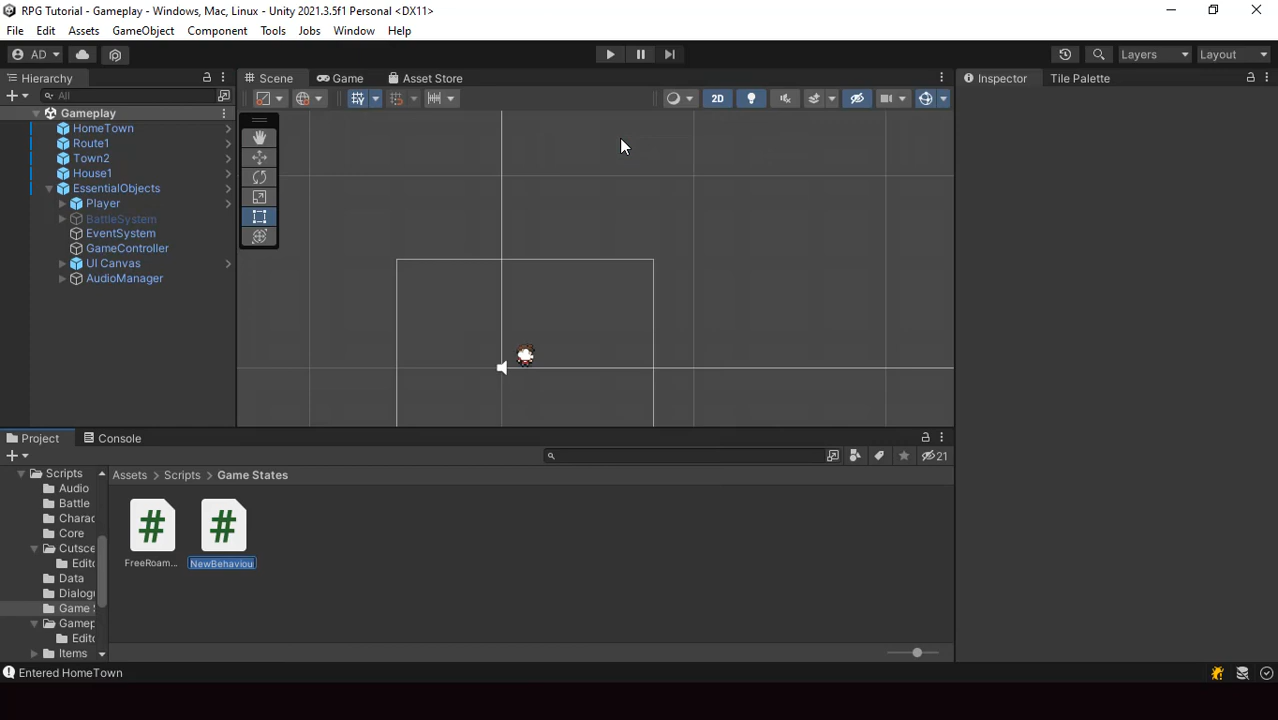 RPG Tutorial - Gameplay - Windows, Mac, Linux - Unity 2021.3.5f1 Personal <DX11>
File Edit Assets GameObject Component Tools Jobs Window Help
AD Layers Layout
Hierarchy Scene Game Asset Store Inspector Tile Palette
All 2D
Gameplay
HomeTown
Route1
Town2
House1
EssentialObjects
Player
BattleSystem
EventSystem
GameController
UI Canvas
AudioManager
Project Console
21
Scripts Assets Scripts Game States
Audio
Battle
Charac
Core
Cutsce
Edito
Data
Dialogu
Game S
Gamep
Edito
Items
# #
FreeRoam... NewBehaviou
Entered HomeTown